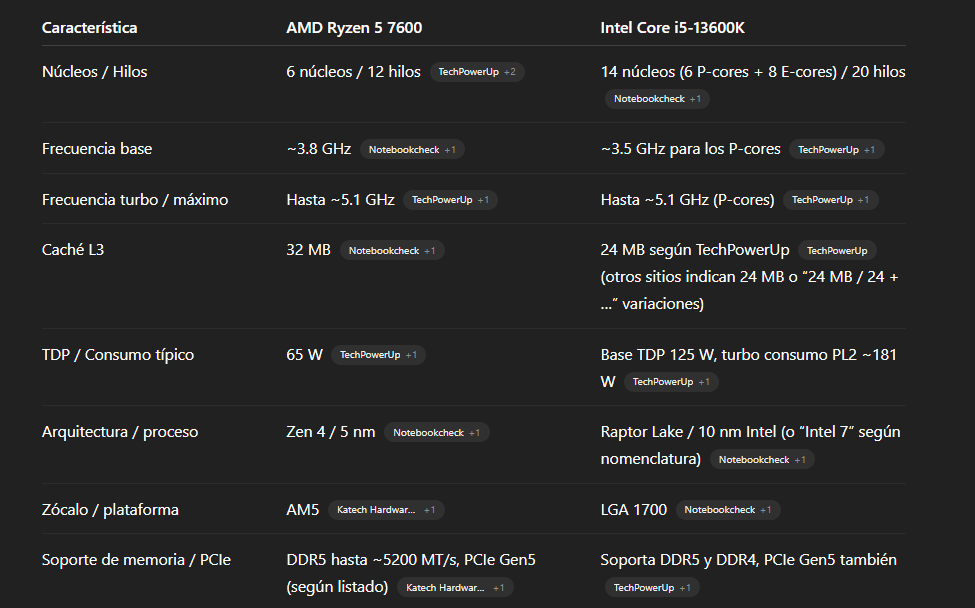 Característica AMD Ryzen 5 7600 Intel Core i5-13600K
Núcleos / Hilos 6 núcleos / 12 hilos TechPowerUp +2 14 núcleos (6 P-cores + 8 E-cores) / 20 hilos
Notebookcheck +1
Frecuencia base ~3.8 GHz Notebookcheck +1 ~3.5 GHz para los P-cores TechPowerUp +1
Frecuencia turbo / máximo Hasta ~5.1 GHz TechPowerUp +1 Hasta ~5.1 GHz (P-cores) TechPowerUp +1
Caché L3 32 MB Notebookcheck +1 24 MB según TechPowerUp TechPowerUp
(otros sitios indican 24 MB o “24 MB / 24 +
...” variaciones)
TDP / Consumo típico 65 W TechPowerUp +1 Base TDP 125 W, turbo consumo PL2 ~181
W TechPowerUp +1
Arquitectura / proceso Zen 4 / 5 nm Notebookcheck +1 Raptor Lake / 10 nm Intel (o “Intel 7” según
nomenclatura) Notebookcheck +1
Zócalo / plataforma AM5 Katech Hardwar... +1 LGA 1700 Notebookcheck +1
Soporte de memoria / PCIe DDR5 hasta ~5200 MT/s, PCIe Gen5 Soporta DDR5 y DDR4, PCIe Gen5 también
(según listado) Katech Hardwar... +1 TechPowerUp +1